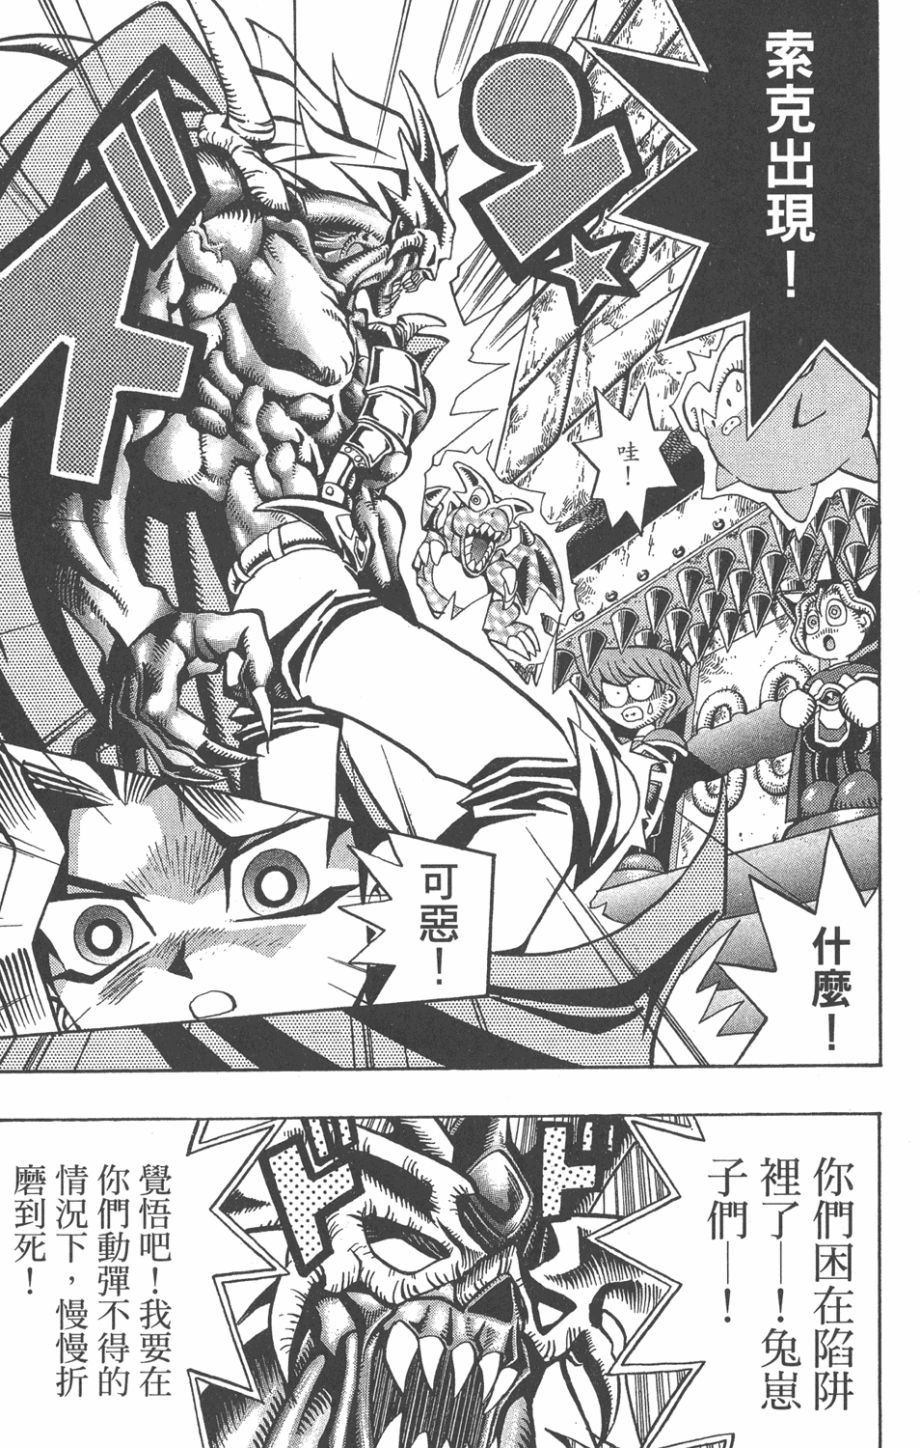 索克出現！
哇！
什麼！
可惡！
你們困在陷阱
裡了—！兔崽
子們—！
ド
ド
覺悟吧！我要在
你們動彈不得的
情況下，慢慢折
磨到死！